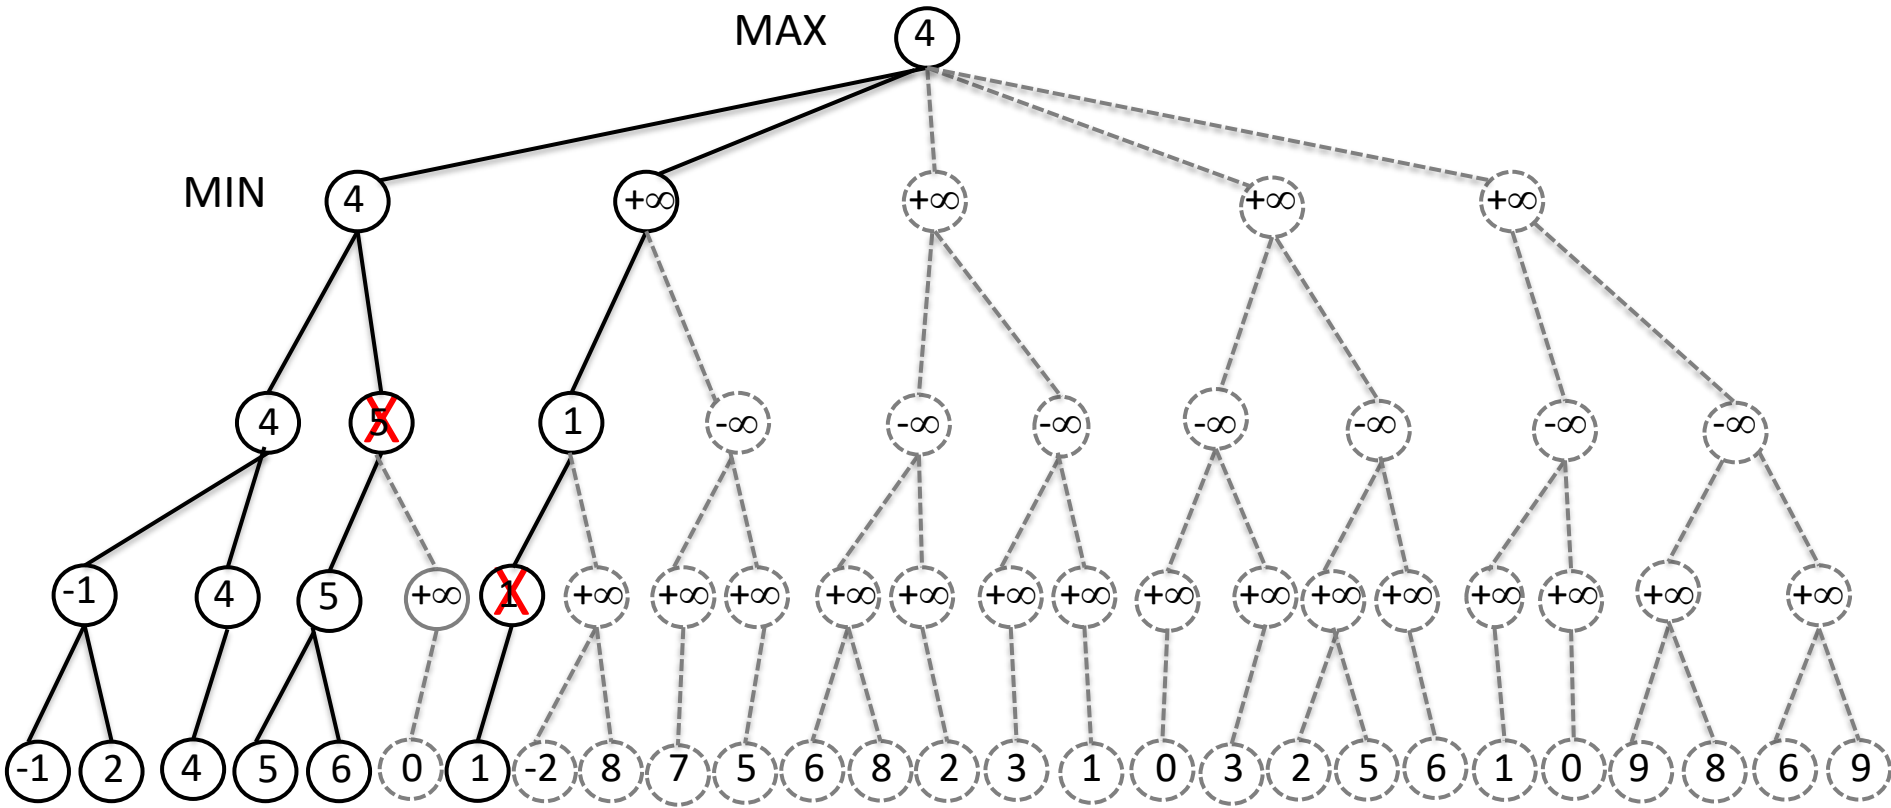 MAX 4
MIN 4 +∞ +∞ +∞ +∞
4 5 1 -∞ -∞ -∞ -∞ -∞ -∞ -∞
-1 4 5 +∞ 1 +∞ +∞ +∞ +∞ +∞ +∞ +∞ +∞ +∞ +∞ +∞ +∞ +∞ +∞ +∞
-1 2 4 5 6 0 1 -2 8 7 5 6 8 2 3 1 0 3 2 5 6 1 0 9 8 6 9